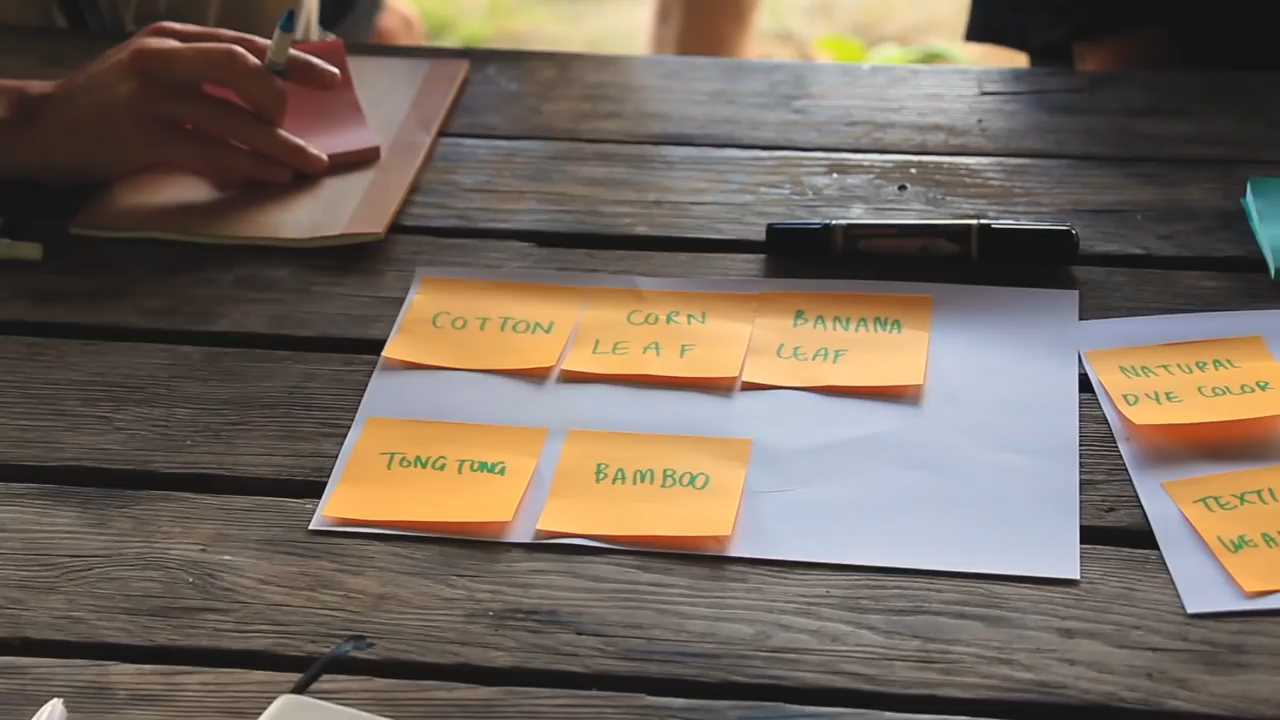 COTTON
CORN
LEAF
BANANA
LEAF
TONG TONG
BAMBOO
NATURAL
DYE COLOR